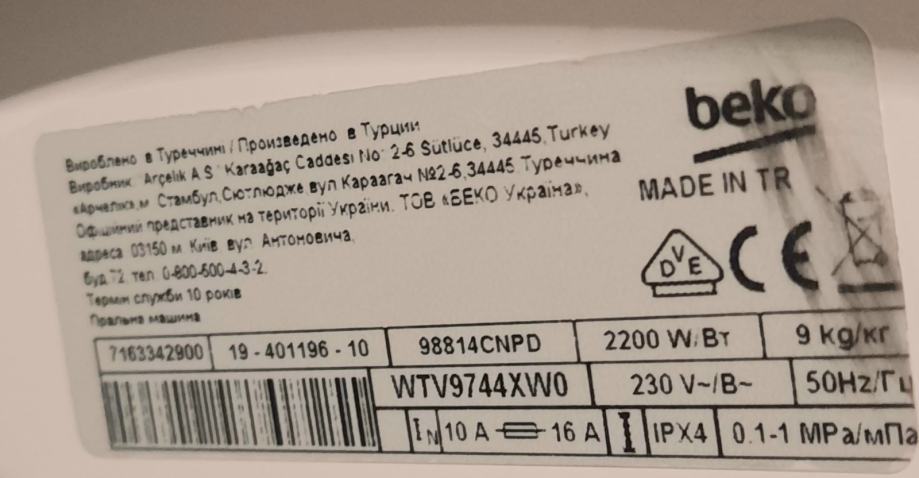 Вироблено в Туреччині / Произведено в Турции
Виробник: Arçelik A.S. Karaağaç Caddesi No: 2-6 Sütlüce, 34445, Turkey
«Арчелік», м. Стамбул, Сютлюдже вул Караагач №2-6, 34445 Туреччина
Офіційний представник на території України. ТОВ «БЕКО Україна»,
адреса 03150 м Київ вул. Антоновича,
буд.72. тел. 0-800-500-4-3-2.
Термін служби 10 років
Пральна машина
beko
MADE IN TR
DVE CE
7163342900 19 - 401196 - 10 98814CNPD 2200 W/Вт 9 kg/кг
WTV9744XW0 230 V~/В~ 50Hz/Гц
IN 10 A 16 A IPX4 0.1-1 MPa/мПа